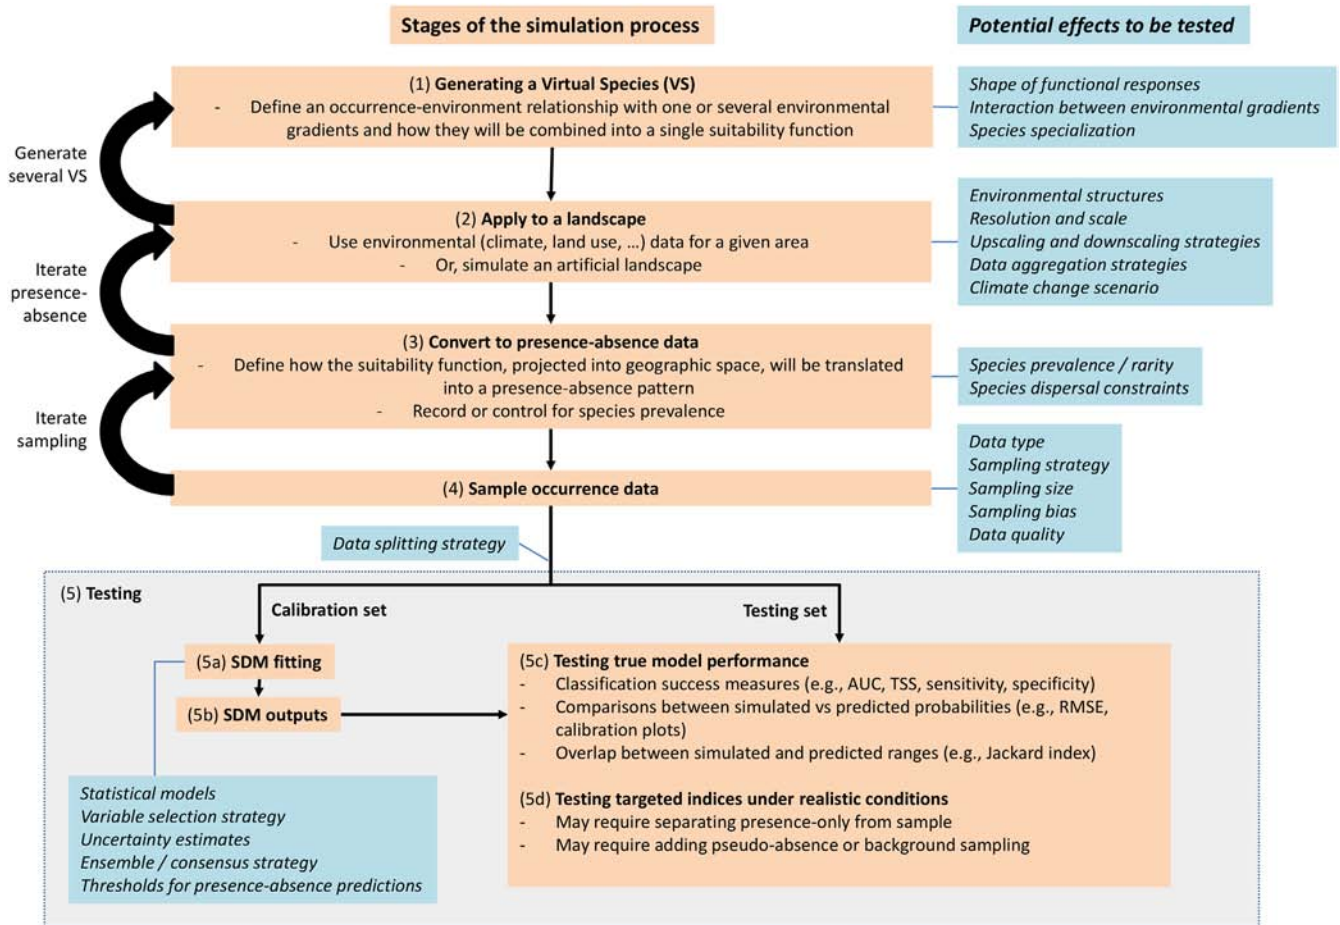 Stages of the simulation process
Potential effects to be tested
(1) Generating a Virtual Species (VS)
- Define an occurrence-environment relationship with one or several environmental
gradients and how they will be combined into a single suitability function
Shape of functional responses
Interaction between environmental gradients
Species specialization
Generate
several VS
(2) Apply to a landscape
- Use environmental (climate, land use, ...) data for a given area
- Or, simulate an artificial landscape
Environmental structures
Resolution and scale
Upscaling and downscaling strategies
Data aggregation strategies
Climate change scenario
Iterate
presence-
absence
(3) Convert to presence-absence data
- Define how the suitability function, projected into geographic space, will be translated
into a presence-absence pattern
- Record or control for species prevalence
Species prevalence / rarity
Species dispersal constraints
Iterate
sampling
(4) Sample occurrence data
Data type
Sampling strategy
Sampling size
Sampling bias
Data quality
Data splitting strategy
(5) Testing
Calibration set
Testing set
(5a) SDM fitting
(5b) SDM outputs
Statistical models
Variable selection strategy
Uncertainty estimates
Ensemble / consensus strategy
Thresholds for presence-absence predictions
(5c) Testing true model performance
- Classification success measures (e.g., AUC, TSS, sensitivity, specificity)
- Comparisons between simulated vs predicted probabilities (e.g., RMSE,
calibration plots)
- Overlap between simulated and predicted ranges (e.g., Jackard index)
(5d) Testing targeted indices under realistic conditions
- May require separating presence-only from sample
- May require adding pseudo-absence or background sampling